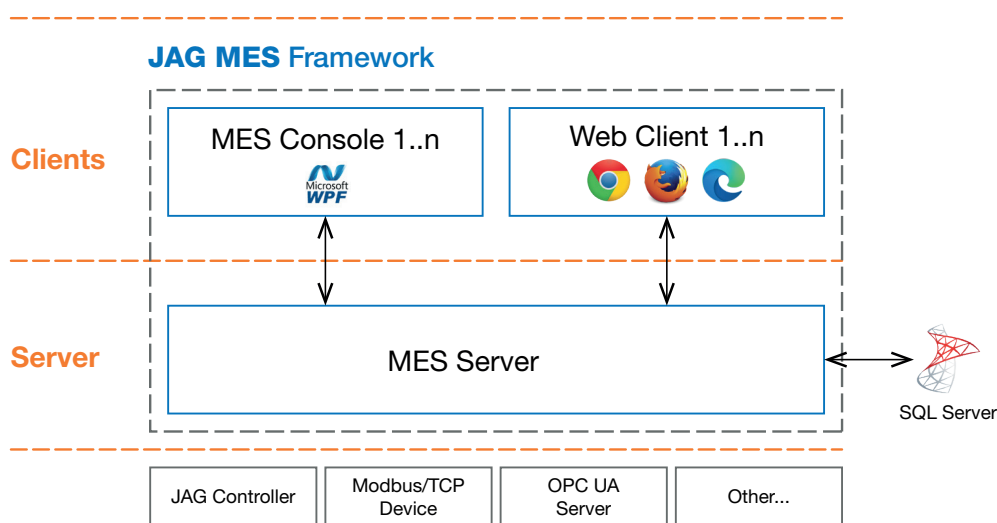 JAG MES Framework
Clients
MES Console 1..n
Microsoft
WPF
Web Client 1..n
Server
MES Server
SQL Server
JAG Controller
Modbus/TCP
Device
OPC UA
Server
Other...